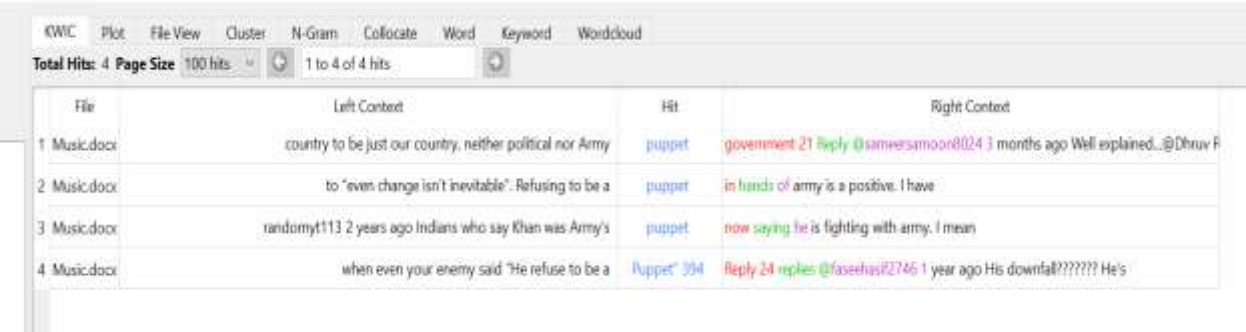 KWIC Plot File View Cluster N-Gram Collocate Word Keyword Wordcloud
Total Hits: 4 Page Size 100 hits 1 to 4 of 4 hits
File Left Context Hit Right Context
1 Music.docx country to be just our country, neither political nor Army puppet government 21 Reply @sameersamoon8024 3 months ago Well explained...@Dhruv R
2 Music.docx to "even change isn't inevitable". Refusing to be a puppet in hands of army is a positive. I have
3 Music.docx randomyt113 2 years ago Indians who say Khan was Army's puppet now saying he is fighting with army. I mean
4 Music.docx when even your enemy said "He refuse to be a Puppet" 394 Reply 24 replies @faseehasif2746 1 year ago His downfall??????? He's